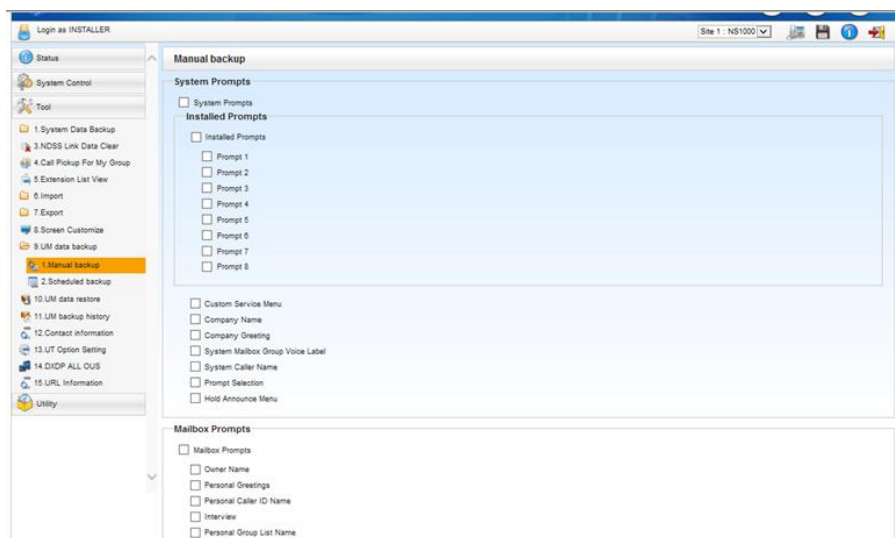 Login as INSTALLER
Site 1 : NS1000
Status
System Control
Tool
1.System Data Backup
3.NDSS Link Data Clear
4.Call Pickup For My Group
5.Extension List View
6.Import
7.Export
8.Screen Customize
9.UM data backup
1.Manual backup
2.Scheduled backup
10.UM data restore
11.UM backup history
12.Contact information
13.UT Option Setting
14.DXDP ALL OUS
15.URL Information
Utility
Manual backup
System Prompts
System Prompts
Installed Prompts
Installed Prompts
Prompt 1
Prompt 2
Prompt 3
Prompt 4
Prompt 5
Prompt 6
Prompt 7
Prompt 8
Custom Service Menu
Company Name
Company Greeting
System Mailbox Group Voice Label
System Caller Name
Prompt Selection
Hold Announce Menu
Mailbox Prompts
Mailbox Prompts
Owner Name
Personal Greetings
Personal Caller ID Name
Interview
Personal Group List Name